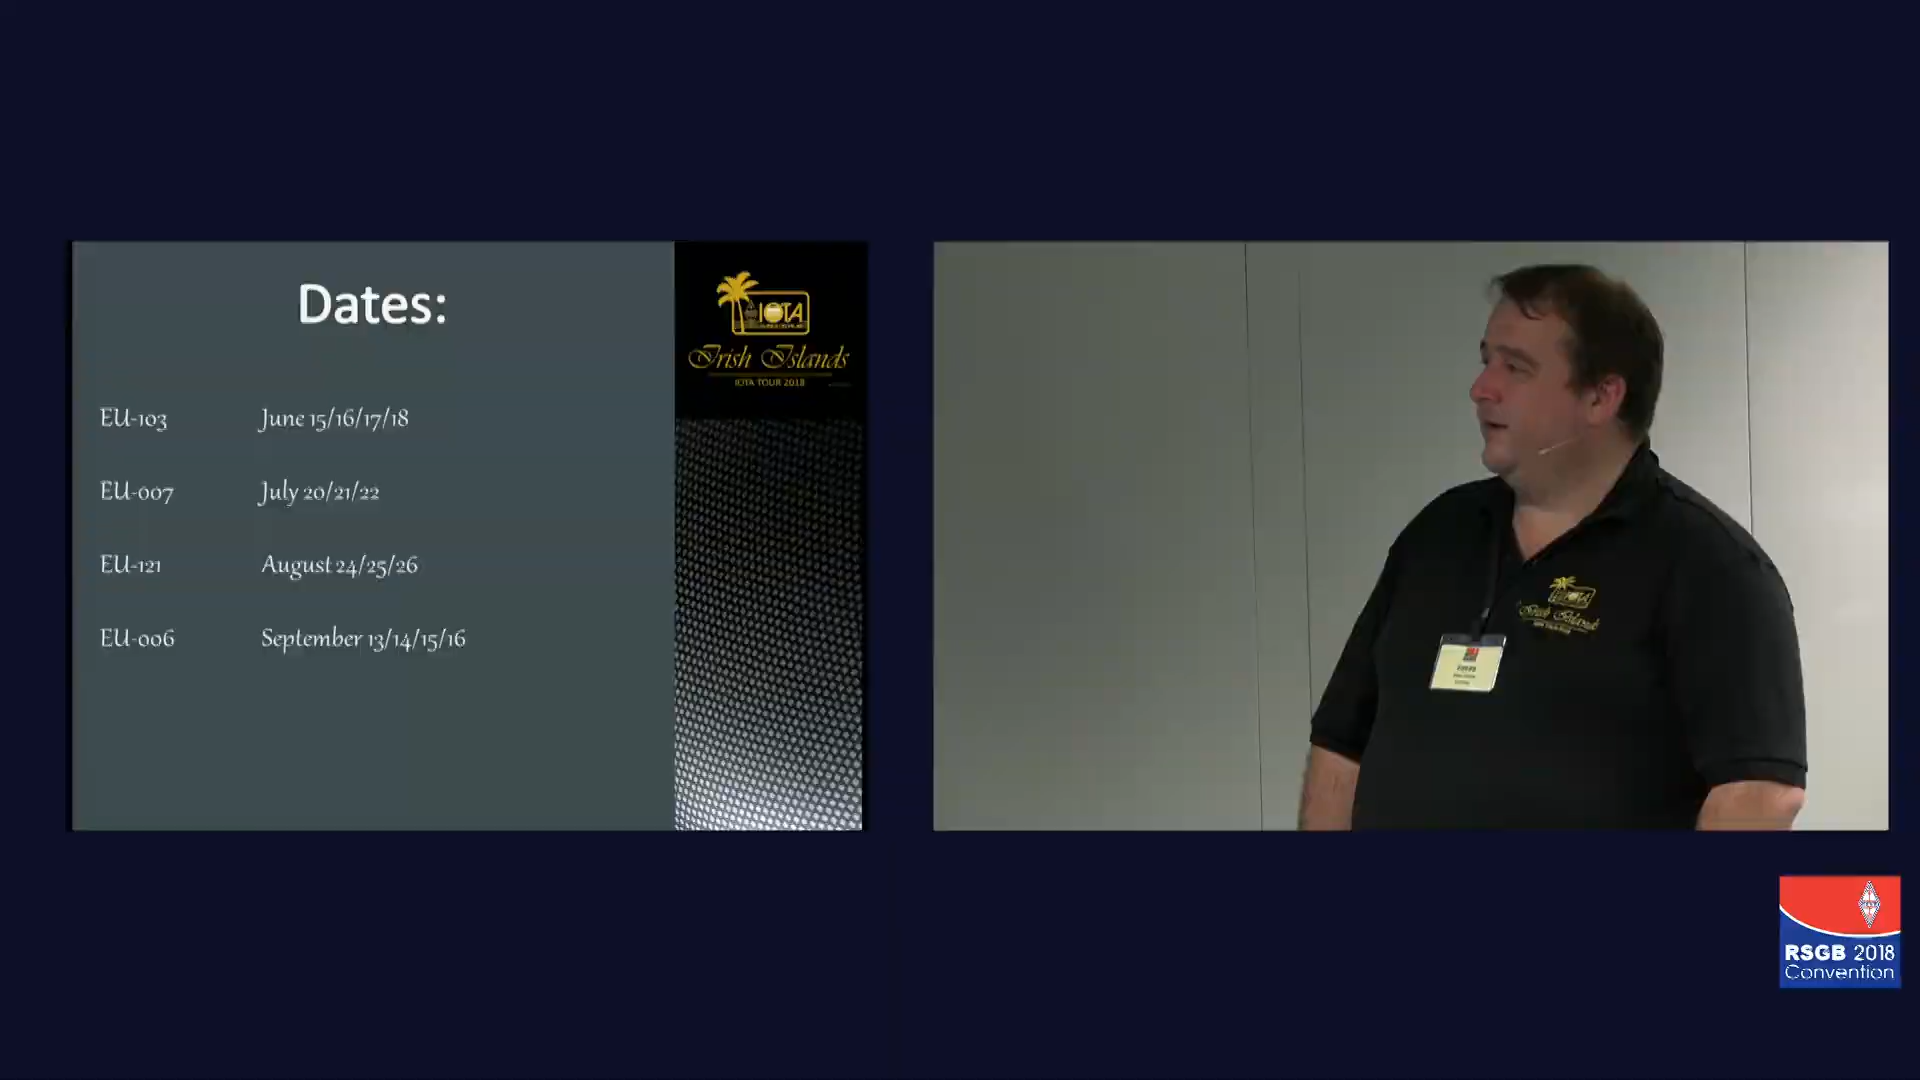 Dates:
EU-103 June 15/16/17/18
EU-007 July 20/21/22
EU-121 August 24/25/26
EU-006 September 13/14/15/16
IOTA
Irish Islands
IOTA TOUR 2018
IOTA
RSGB 2018
Convention